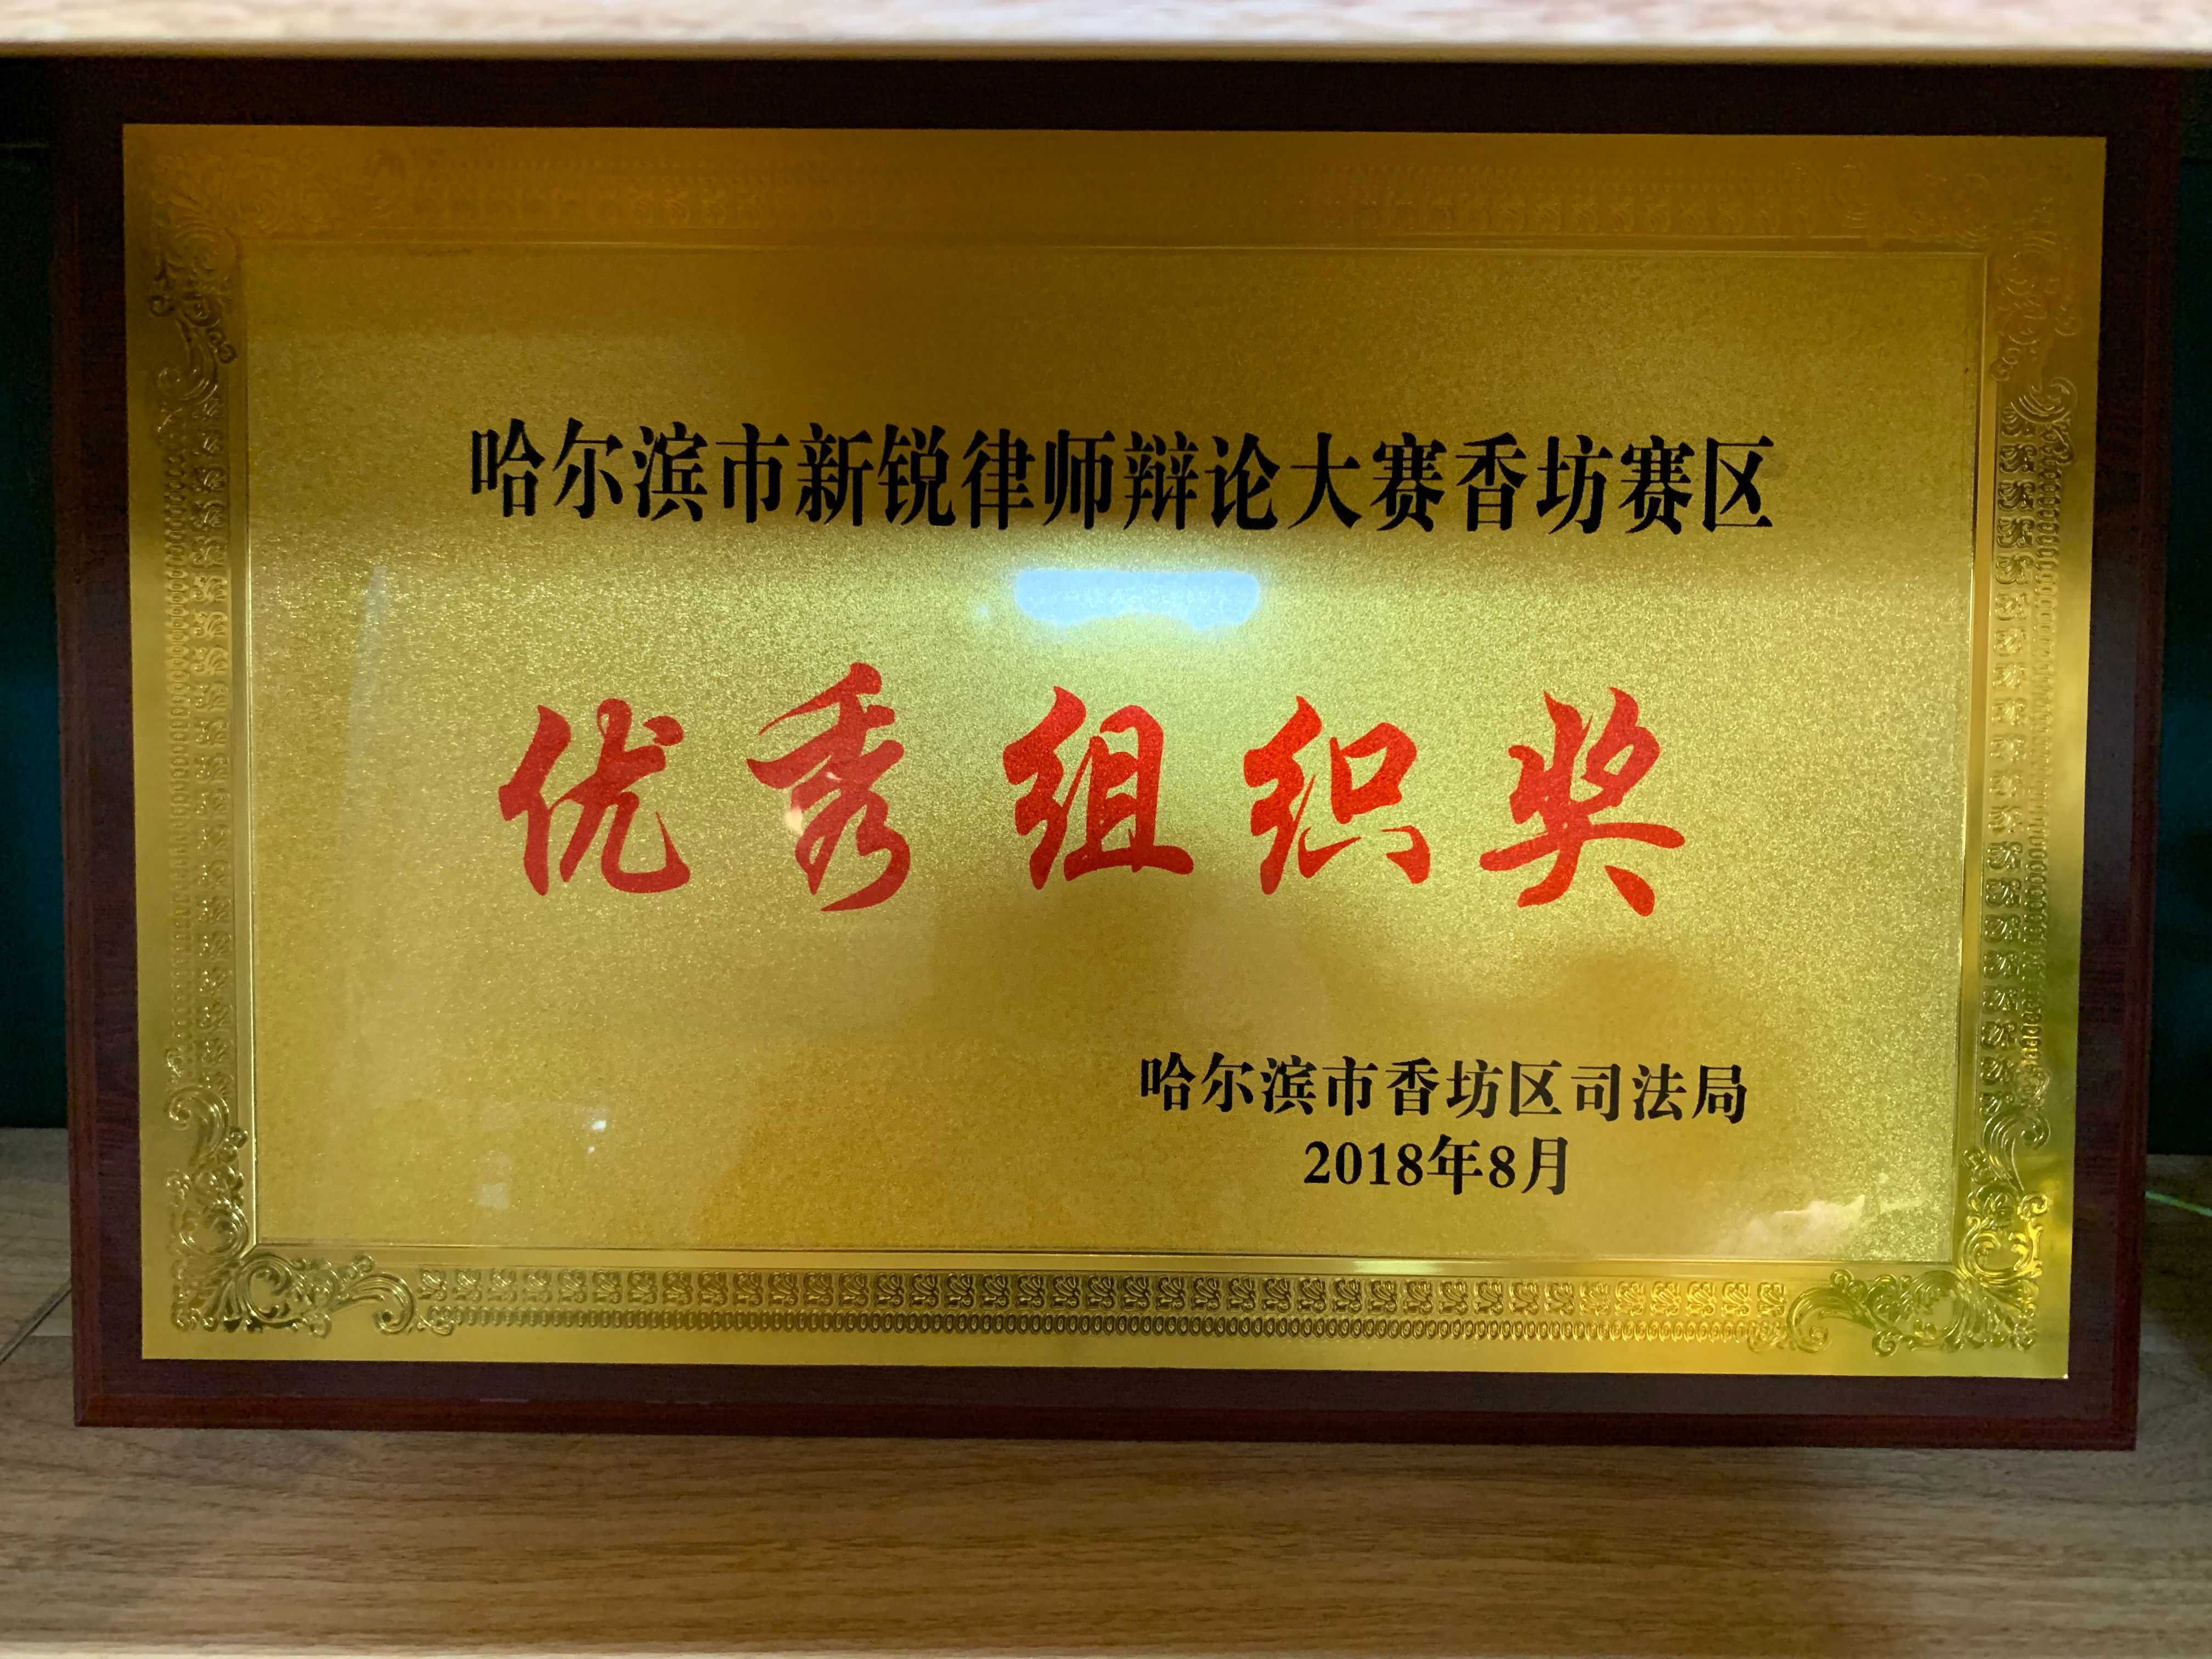 哈尔滨市新锐律师辩论大赛香坊赛区
优秀组织奖
哈尔滨市香坊区司法局
2018年8月